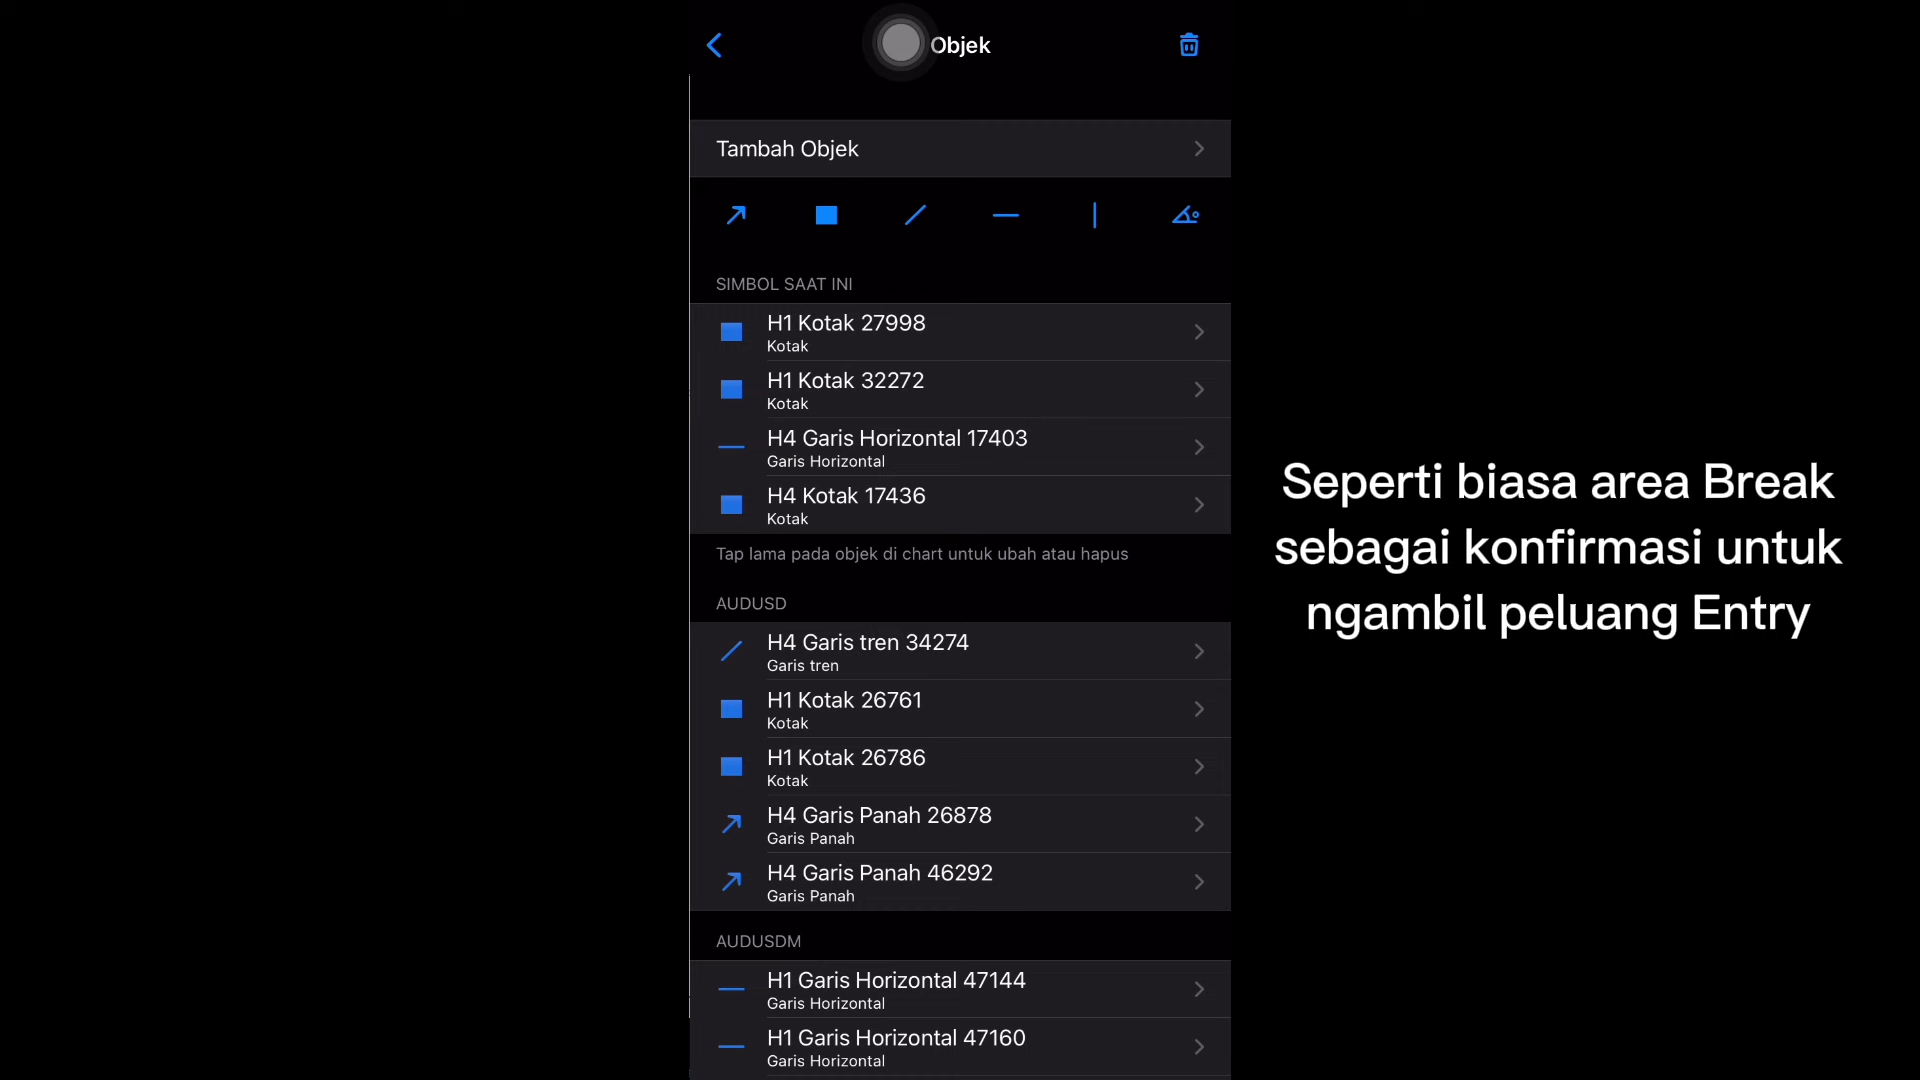 Objek
Tambah Objek
SIMBOL SAAT INI
H1 Kotak 27998
Kotak
H1 Kotak 32272
Kotak
H4 Garis Horizontal 17403
Garis Horizontal
H4 Kotak 17436
Kotak
Tap lama pada objek di chart untuk ubah atau hapus
AUDUSD
H4 Garis tren 34274
Garis tren
H1 Kotak 26761
Kotak
H1 Kotak 26786
Kotak
H4 Garis Panah 26878
Garis Panah
H4 Garis Panah 46292
Garis Panah
AUDUSDM
H1 Garis Horizontal 47144
Garis Horizontal
H1 Garis Horizontal 47160
Garis Horizontal
Seperti biasa area Break
sebagai konfirmasi untuk
ngambil peluang Entry